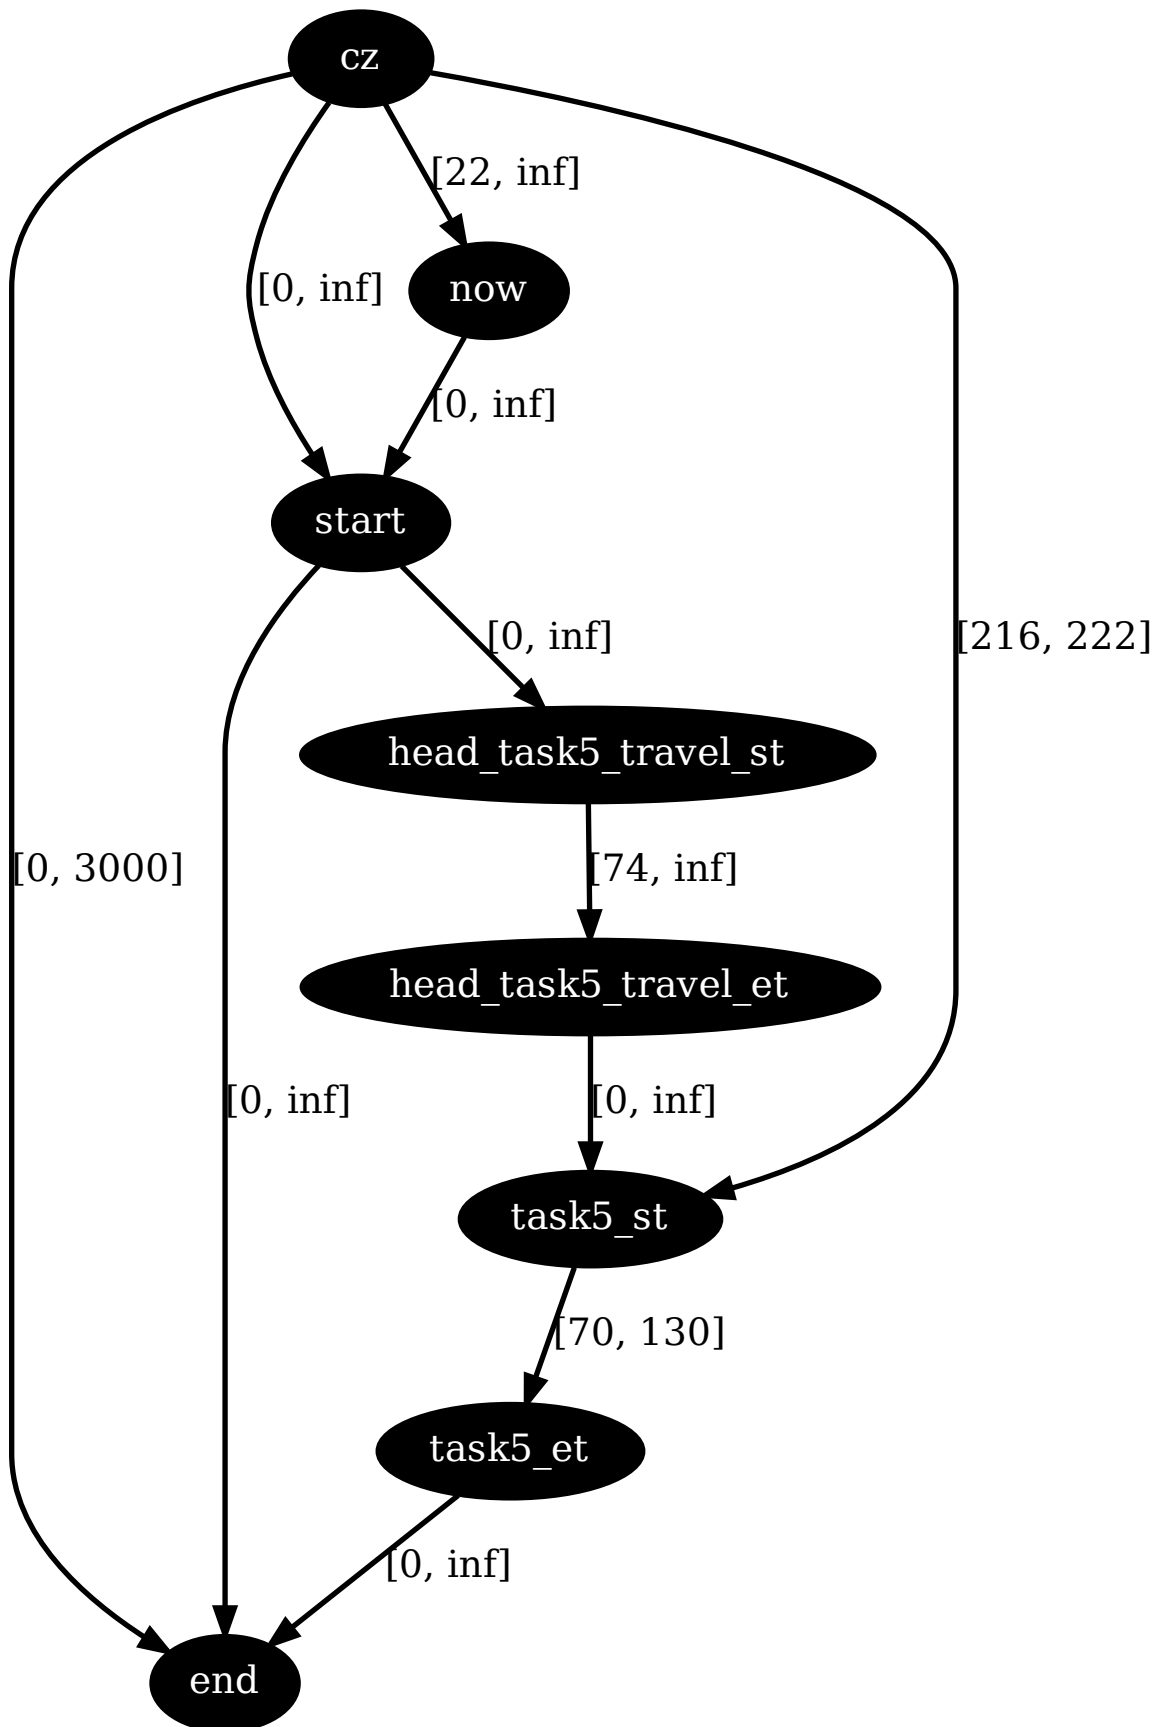 cz
[22, inf]
[0, inf]
now
[0, inf]
start
[0, inf]
[216, 222]
head_task5_travel_st
[0, 3000]
[74, inf]
head_task5_travel_et
[0, inf]
[0, inf]
task5_st
[70, 130]
task5_et
[0, inf]
end